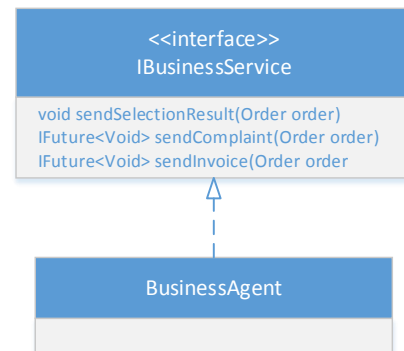 <<interface>>
IBusinessService
void sendSelectionResult(Order order)
IFuture<Void> sendComplaint(Order order)
IFuture<Void> sendInvoice(Order order
BusinessAgent